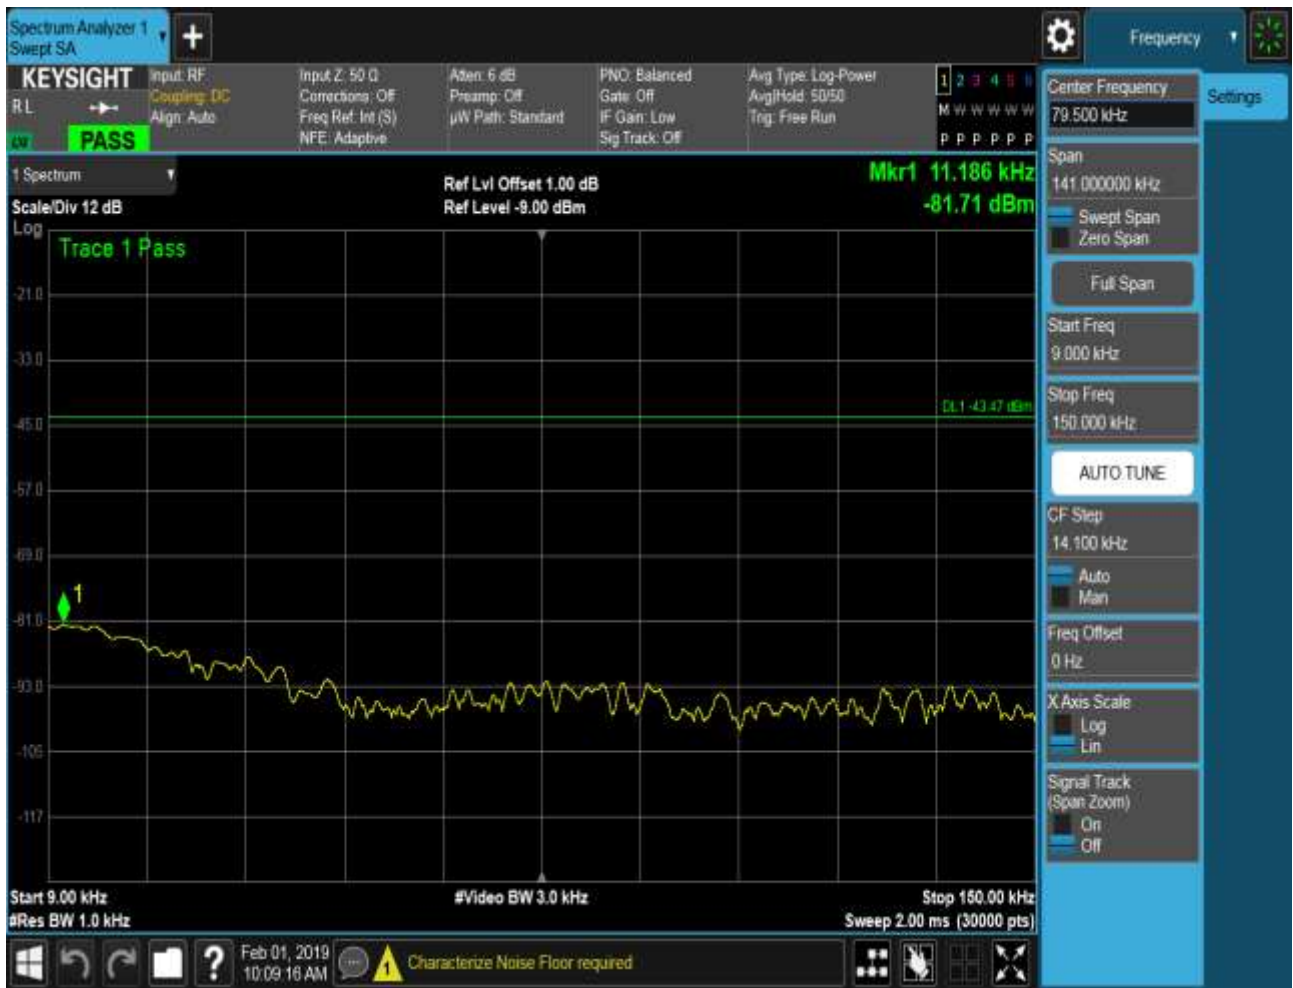 Spectrum Analyzer 1
Swept SA
+
Frequency
KEYSIGHT
R L
PASS
Input: RF
Coupling: DC
Align: Auto
Input Z: 50 Ω
Corrections: Off
Freq Ref: Int (S)
NFE: Adaptive
Atten: 6 dB
Preamp: Off
µW Path: Standard
PNO: Balanced
Gate: Off
IF Gain: Low
Sig Track: Off
Avg Type: Log-Power
Avg|Hold: 50/50
Trig: Free Run
1 2 3 4 5 6
M W W W W W
P P P P P P
1 Spectrum
Scale/Div 12 dB
Ref Lvl Offset 1.00 dB
Ref Level -9.00 dBm
Mkr1 11.186 kHz
-81.71 dBm
Log
Trace 1 Pass
-21.0
-33.0
DL1 -43.47 dBm
-45.0
-57.0
-69.0
1
-81.0
-93.0
-105
-117
Start 9.00 kHz
#Res BW 1.0 kHz
#Video BW 3.0 kHz
Stop 150.00 kHz
Sweep 2.00 ms (30000 pts)
Center Frequency
79.500 kHz
Settings
Span
141.000000 kHz
Swept Span
Zero Span
Full Span
Start Freq
9.000 kHz
Stop Freq
150.000 kHz
AUTO TUNE
CF Step
14.100 kHz
Auto
Man
Freq Offset
0 Hz
X Axis Scale
Log
Lin
Signal Track
(Span Zoom)
On
Off
?
Feb 01, 2019
10:09:16 AM
1
Characterize Noise Floor required